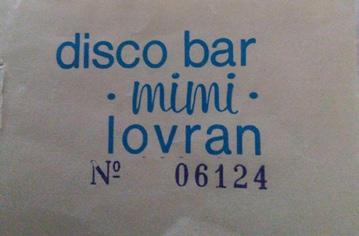 disco bar
· mimi ·
lovran
Nº 06124